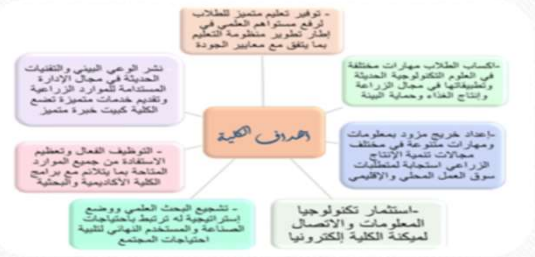 - توفير تعليم متميز للطلاب
لرفع مستواهم العلمي في
إطار تطوير منظومة التعليم
بما يتفق مع معايير الجودة
-اكساب الطلاب مهارات مختلفة
في العلوم التكنولوجية الحديثة
وتطبيقاتها في مجال الزراعة
وإنتاج الغذاء وحماية البيئة
-إعداد خريج مزود بمعلومات
ومهارات متنوعة في مختلف
مجالات تنمية الإنتاج
الزراعي استجابة لمتطلبات
سوق العمل المحلي والإقليمي
-استثمار تكنولوجيا
المعلومات والاتصال
لميكنة الكلية إلكترونيا
- تشجيع البحث العلمي ووضع
إستراتيجية له ترتبط باحتياجات
الصناعة والمستخدم النهائي لتلبية
احتياجات المجتمع
- التوظيف الفعال وتعظيم
الاستفادة من جميع الموارد
المتاحة بما يتلائم مع برامج
الكلية الأكاديمية والبحثية
نشر الوعي البيئي والتقنيات
الحديثة في مجال الإدارة
المستدامة للموارد الزراعية
وتقديم خدمات متميزة تضع
الكلية كبيت خبرة متميز
اهداف الكلية